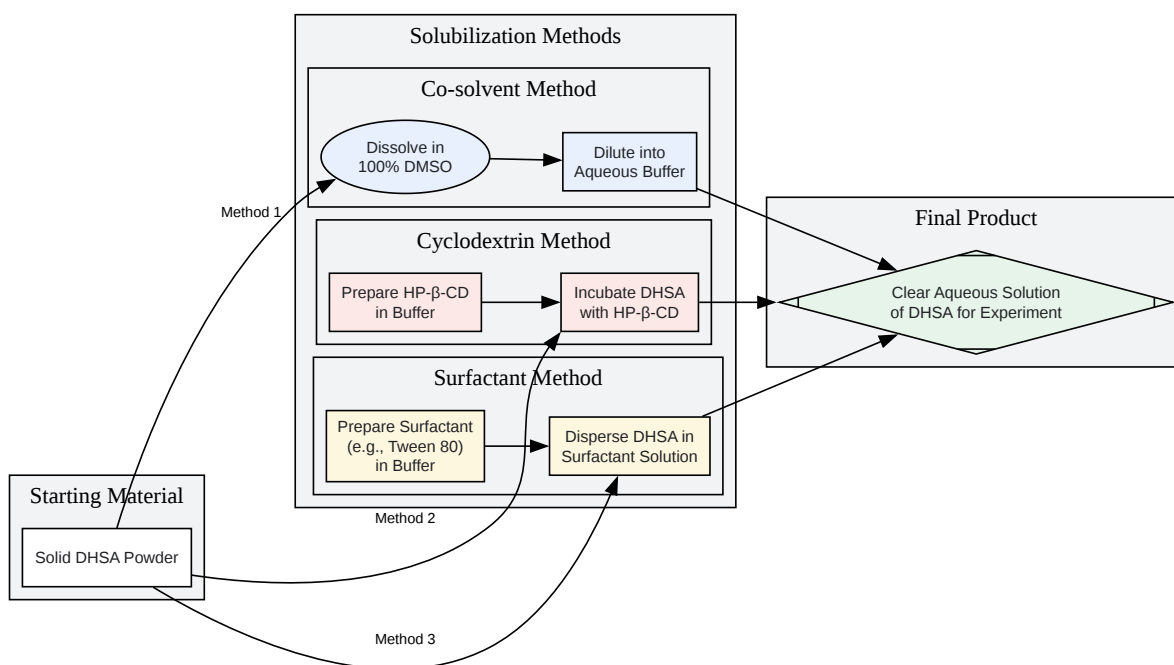 Solubilization Methods
Co-solvent Method
Dissolve in
100% DMSO
Dilute into
Aqueous Buffer
Method 1
Cyclodextrin Method
Prepare HP-β-CD
in Buffer
Incubate DHSA
with HP-β-CD
Surfactant Method
Prepare Surfactant
(e.g., Tween 80)
in Buffer
Disperse DHSA in
Surfactant Solution
Final Product
Clear Aqueous Solution
of DHSA for Experiment
Starting Material
Solid DHSA Powder
Method 2
Method 3